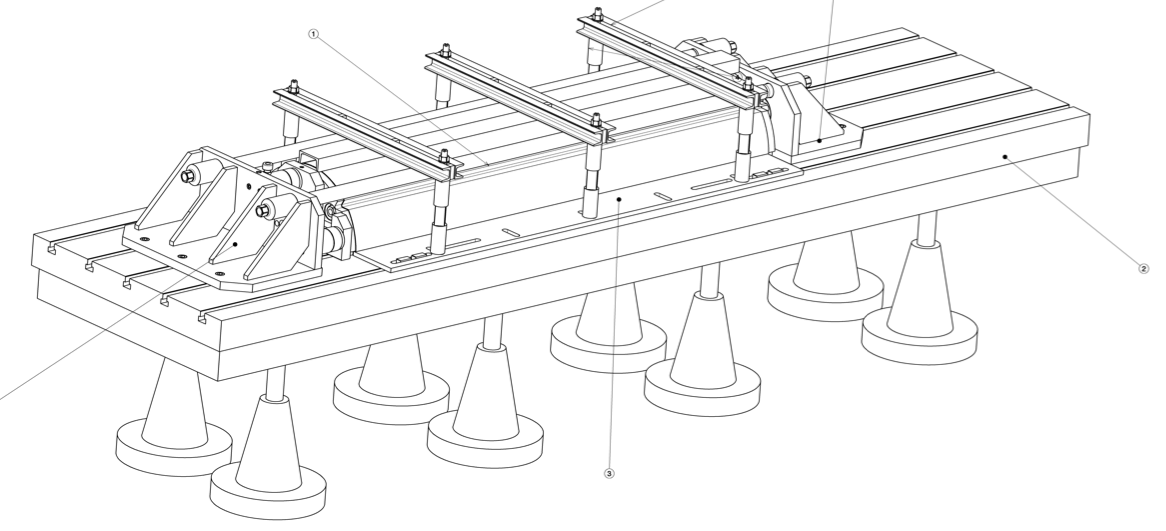 ①
②
③